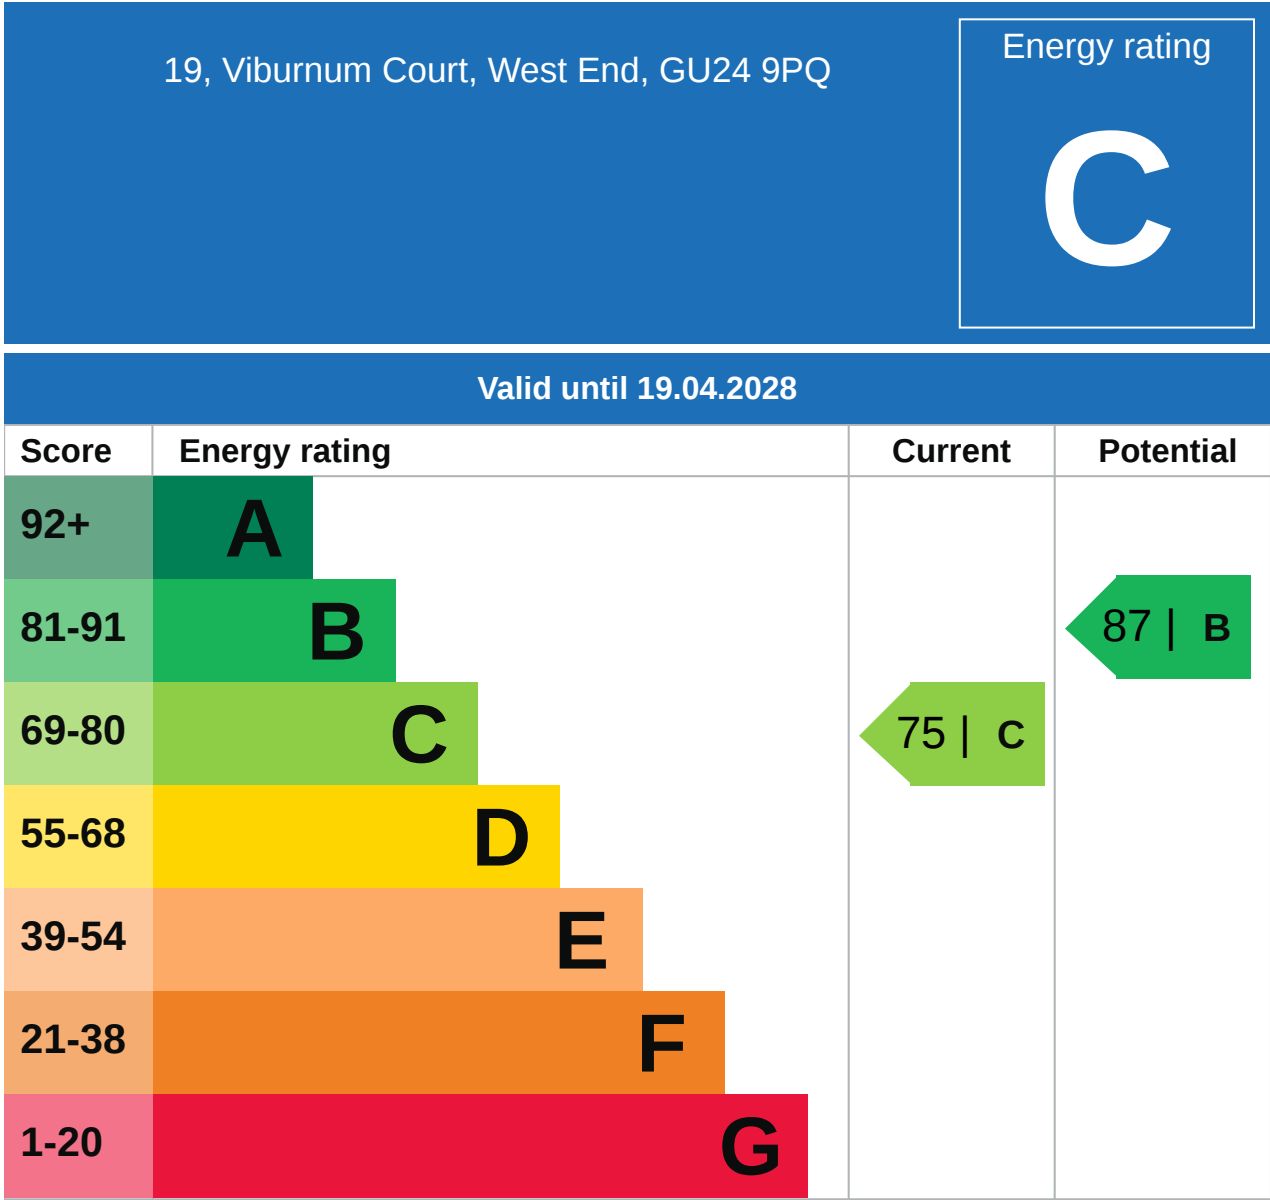 19, Viburnum Court, West End, GU24 9PQ
Energy rating
C
Valid until 19.04.2028
Score Energy rating Current Potential
92+ A
81-91 B 87 | B
69-80 C 75 | C
55-68 D
39-54 E
21-38 F
1-20 G